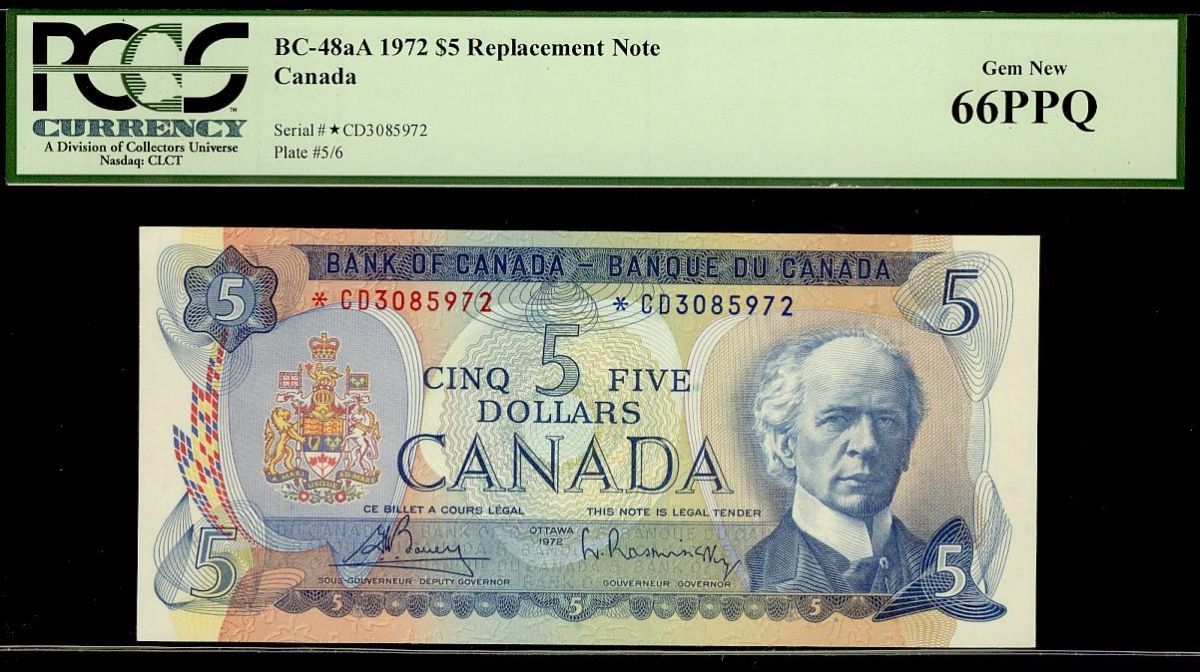 PCGS
CURRENCY
A Division of Collectors Universe
Nasdaq: CLCT
BC-48aA 1972 $5 Replacement Note
Canada
Serial #★CD3085972
Plate #5/6
Gem New
66PPQ
BANK OF CANADA – BANQUE DU CANADA
5
5
* CD3085972
* CD3085972
CINQ 5 FIVE
DOLLARS
CANADA
CE BILLET A COURS LÉGAL
THIS NOTE IS LEGAL TENDER
OTTAWA
1972
SOUS-GOUVERNEUR DEPUTY GOVERNOR
GOUVERNEUR GOVERNOR
5
5
5 5 5